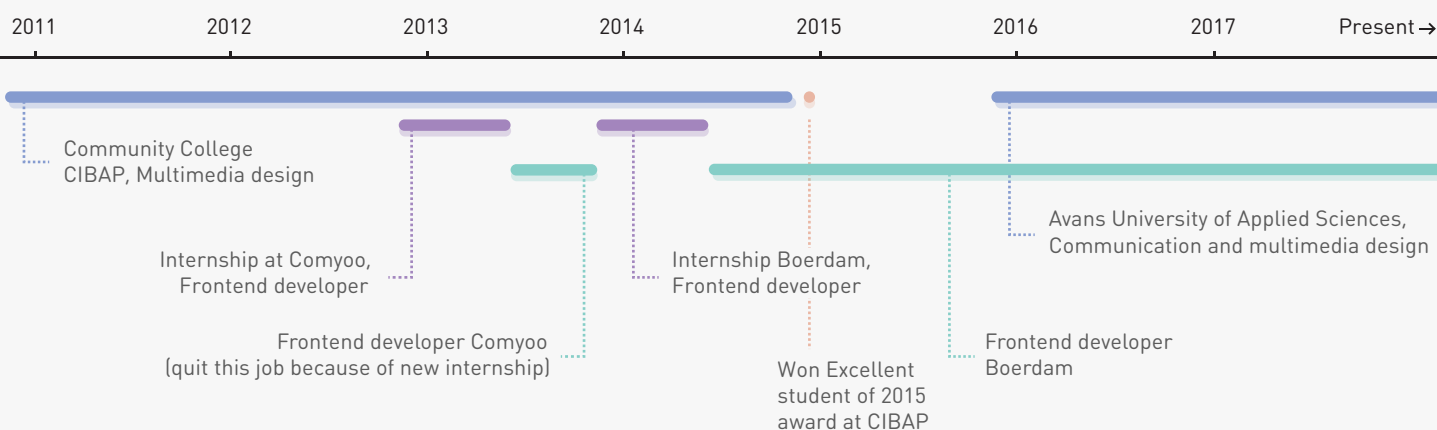 2011 2012 2013 2014 2015 2016 2017 Present →
Community College
CIBAP, Multimedia design
Avans University of Applied Sciences,
Communication and multimedia design
Internship at Comyoo,
Frontend developer
Internship Boerdam,
Frontend developer
Frontend developer Comyoo
(quit this job because of new internship)
Frontend developer
Boerdam
Won Excellent
student of 2015
award at CIBAP